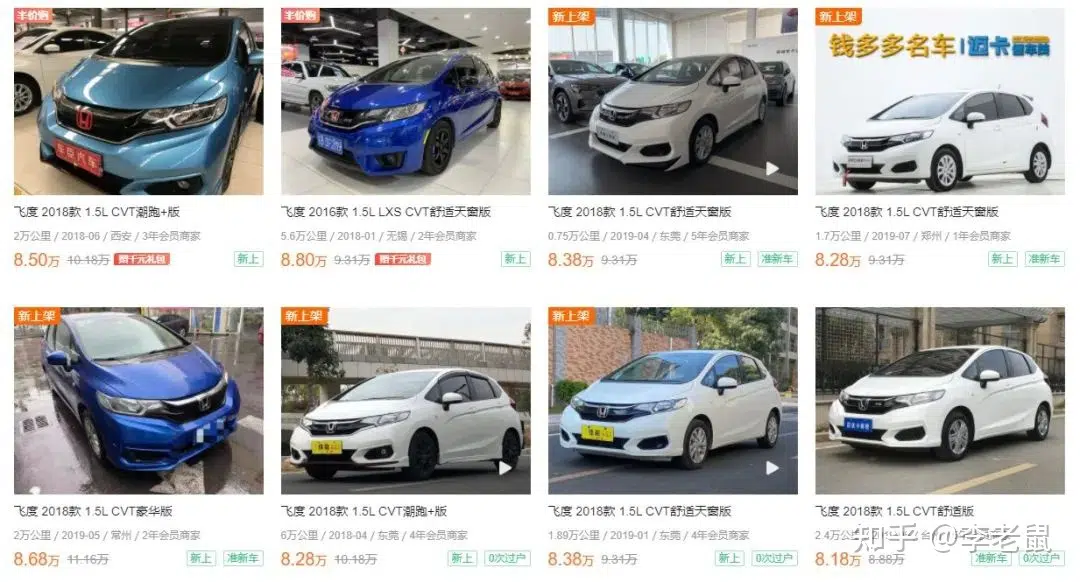 半价购
半价购
新上架
新上架
钱多多名车
迈卡
车臣汽车
飞度 2018款 1.5L CVT潮跑+版
飞度 2016款 1.5L LXS CVT舒适天窗版
飞度 2018款 1.5L CVT舒适天窗版
飞度 2018款 1.5L CVT舒适天窗版
2万公里 / 2018-06 / 西安 / 3年会员商家
5.6万公里 / 2018-01 / 无锡 / 2年会员商家
0.75万公里 / 2019-04 / 东莞 / 5年会员商家
1.7万公里 / 2019-07 / 郑州 / 1年会员商家
8.50万 10.18万 赠千元礼包 新上
8.80万 9.31万 赠千元礼包 新上
8.38万 9.31万 新上 准新车
8.28万 9.31万 新上 准新车
新上架
新上架
新上架
飞度 2018款 1.5L CVT豪华版
飞度 2018款 1.5L CVT潮跑+版
飞度 2018款 1.5L CVT舒适天窗版
飞度 2018款 1.5L CVT舒适版
2万公里 / 2019-05 / 常州 / 2年会员商家
6万公里 / 2018-04 / 东莞 / 4年会员商家
1.89万公里 / 2019-01 / 东莞 / 4年会员商家
2.4万公里
8.68万 11.16万 新上 准新车
8.28万 10.18万 新上 0次过户
8.38万 9.31万 新上 0次过户
8.18万 8.88万 准新车 0次过户
知乎 @李老鼠